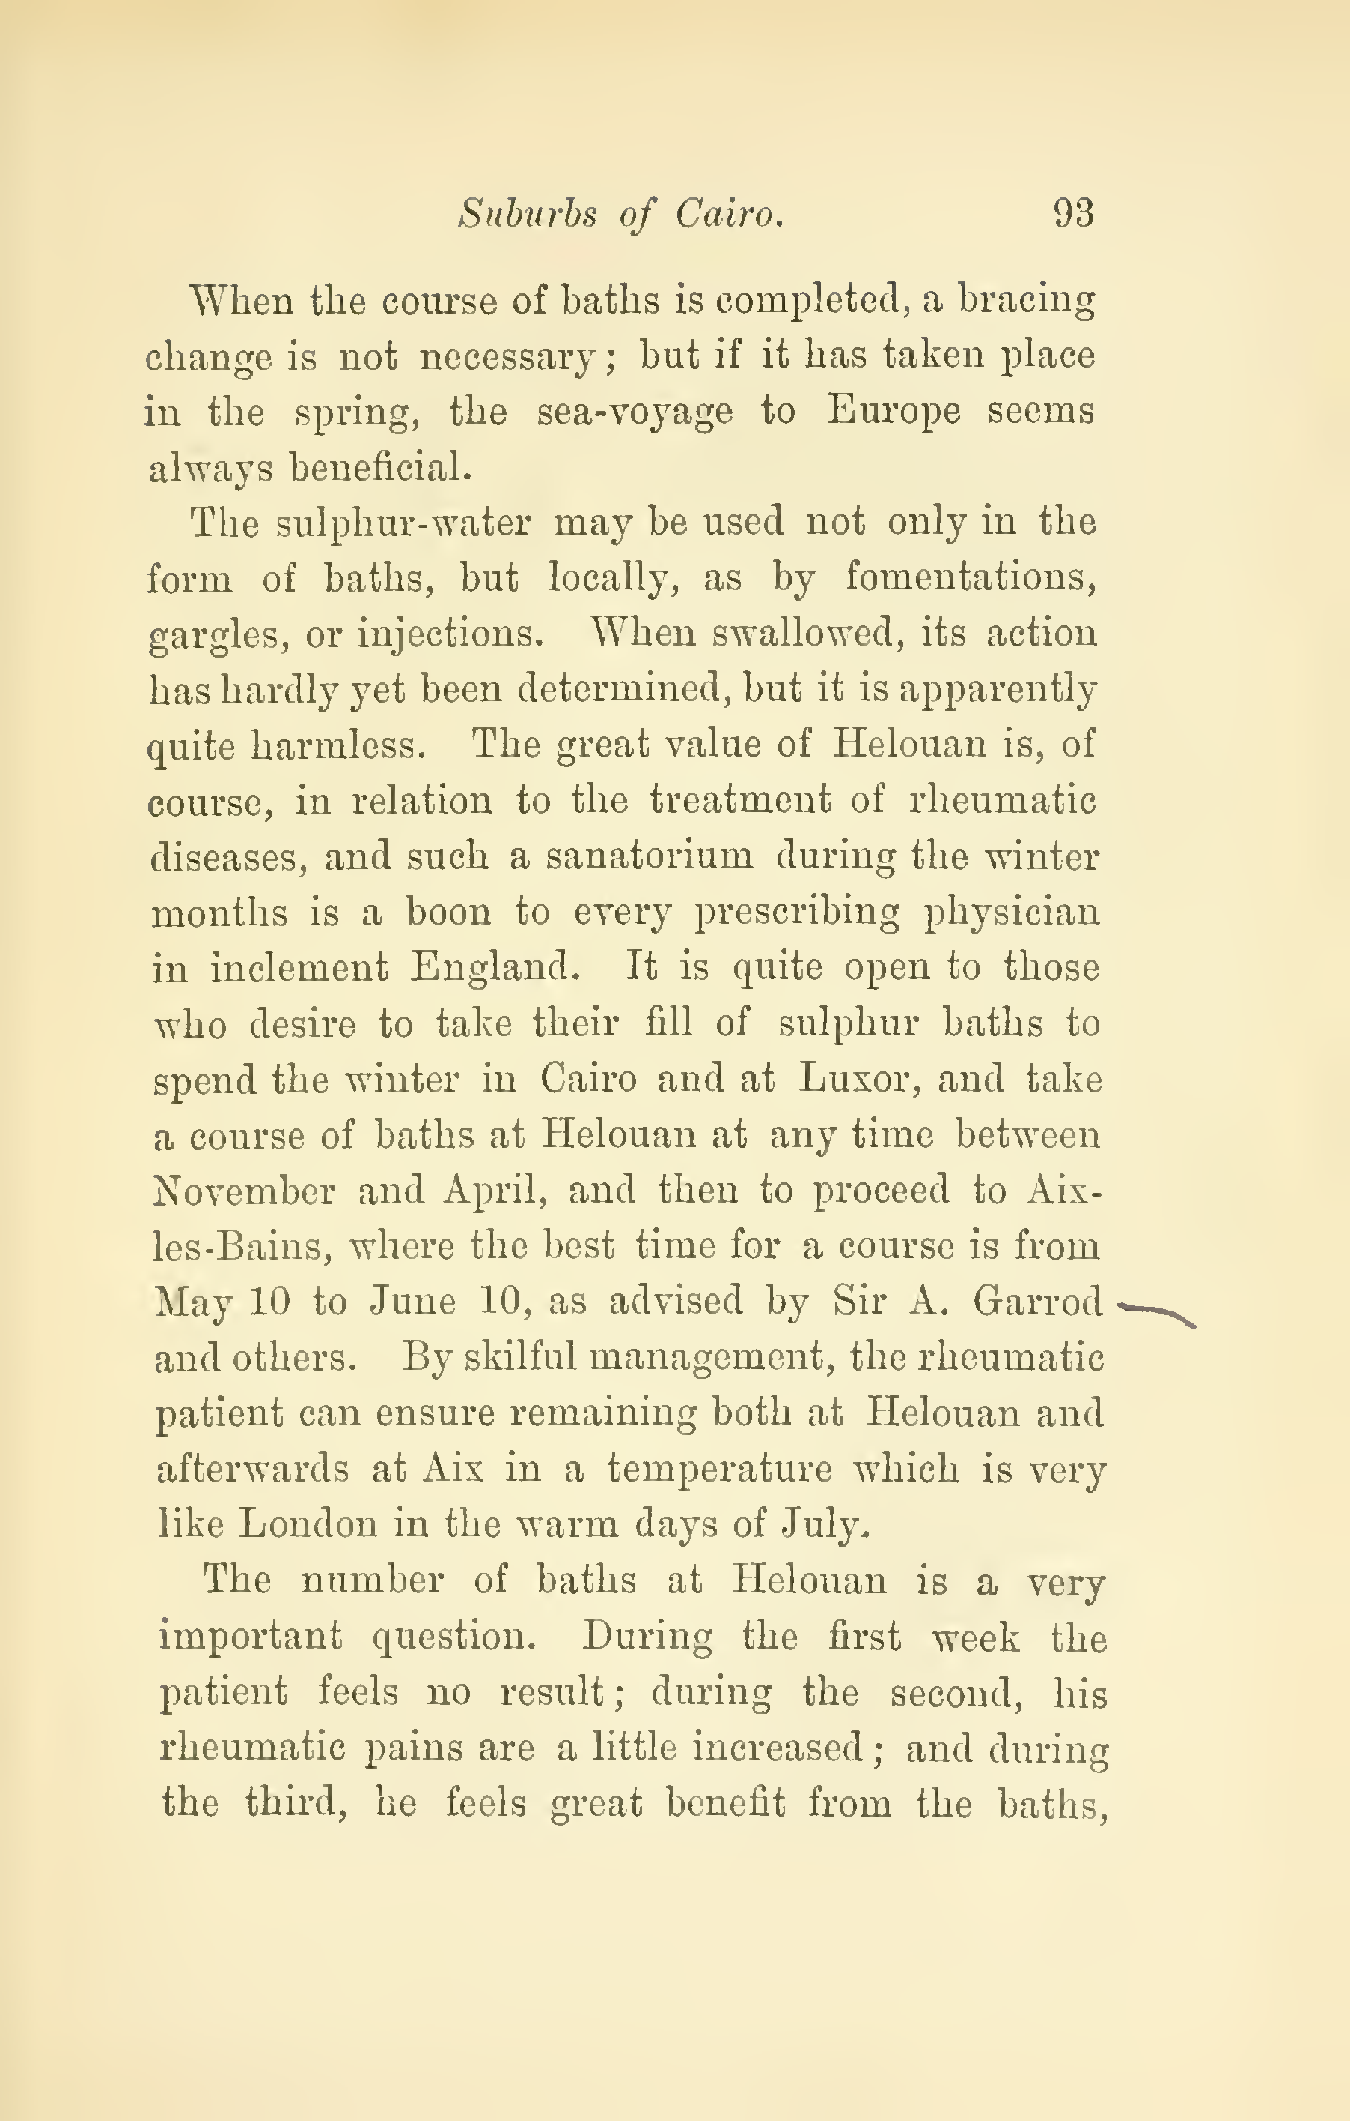 Suburbs of Cairo. 93
When the course of baths is completed, a bracing
change is not necessary; but if it has taken place
in the spring, the sea-voyage to Europe seems
always beneficial.
The sulphur-water may be used not only in the
form of baths, but locally, as by fomentations,
gargles, or injections. When swallowed, its action
has hardly yet been determined, but it is apparently
quite harmless. The great value of Helouan is, of
course, in relation to the treatment of rheumatic
diseases, and such a sanatorium during the winter
months is a boon to every prescribing physician
in inclement England. It is quite open to those
who desire to take their fill of sulphur baths to
spend the winter in Cairo and at Luxor, and take
a course of baths at Helouan at any time between
November and April, and then to proceed to Aix-
les-Bains, where the best time for a course is from
May 10 to June 10, as advised by Sir A. Garrod
and others. By skilful management, the rheumatic
patient can ensure remaining both at Helouan and
afterwards at Aix in a temperature which is very
like London in the warm days of July.
The number of baths at Helouan is a very
important question. During the first week the
patient feels no result; during the second, his
rheumatic pains are a little increased; and during
the third, he feels great benefit from the baths,